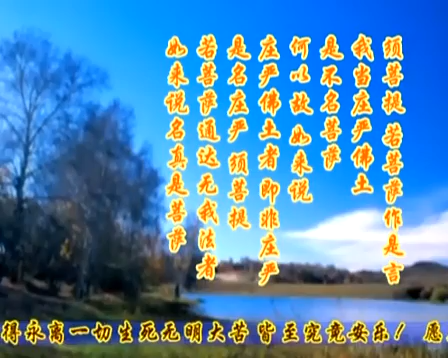 须菩提 若菩萨作是言
我当庄严佛土
是不名菩萨
何以故 如来说
庄严佛土者 即非庄严
是名庄严 须菩提
若菩萨通达无我法者
如来说名真是菩萨
得永离一切生死无明大苦 皆至究竟安乐！ 愿